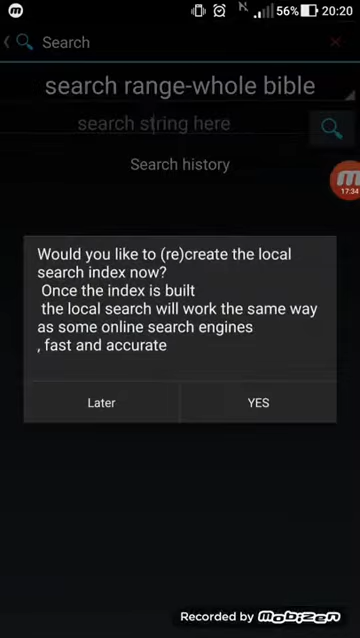 56% 20:20
Search
search range-whole bible
search string here
Search history
17:34
Would you like to (re)create the local
search index now?
Once the index is built
the local search will work the same way
as some online search engines
, fast and accurate
Later YES
Recorded by mobizen